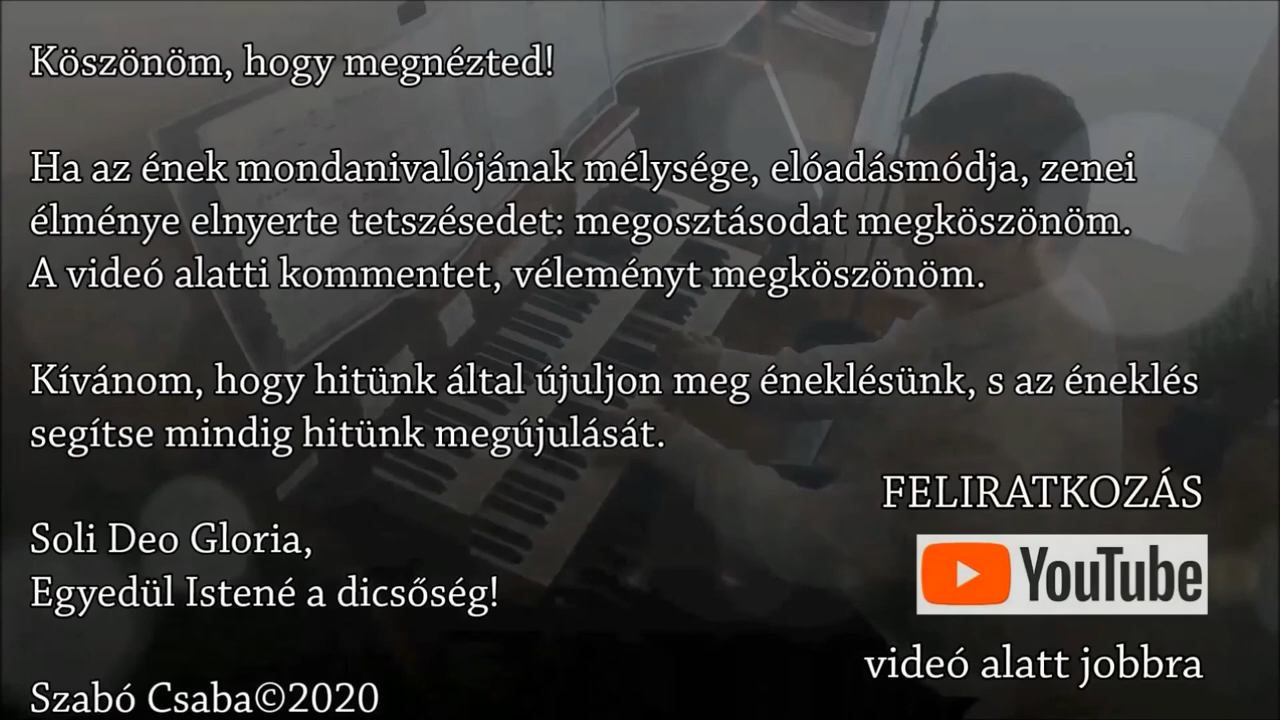 Köszönöm, hogy megnézted!
Ha az ének mondanivalójának mélysége, elóadásmódja, zenei
élménye elnyerte tetszésedet: megosztásodat megköszönöm.
A videó alatti kommentet, véleményt megköszönöm.
Kívánom, hogy hitünk által újuljon meg éneklésünk, s az éneklés
segítse mindig hitünk megújulását.
Soli Deo Gloria,
Egyedül Istené a dicsőség!
Szabó Csaba©2020
FELIRATKOZÁS
YouTube
videó alatt jobbra